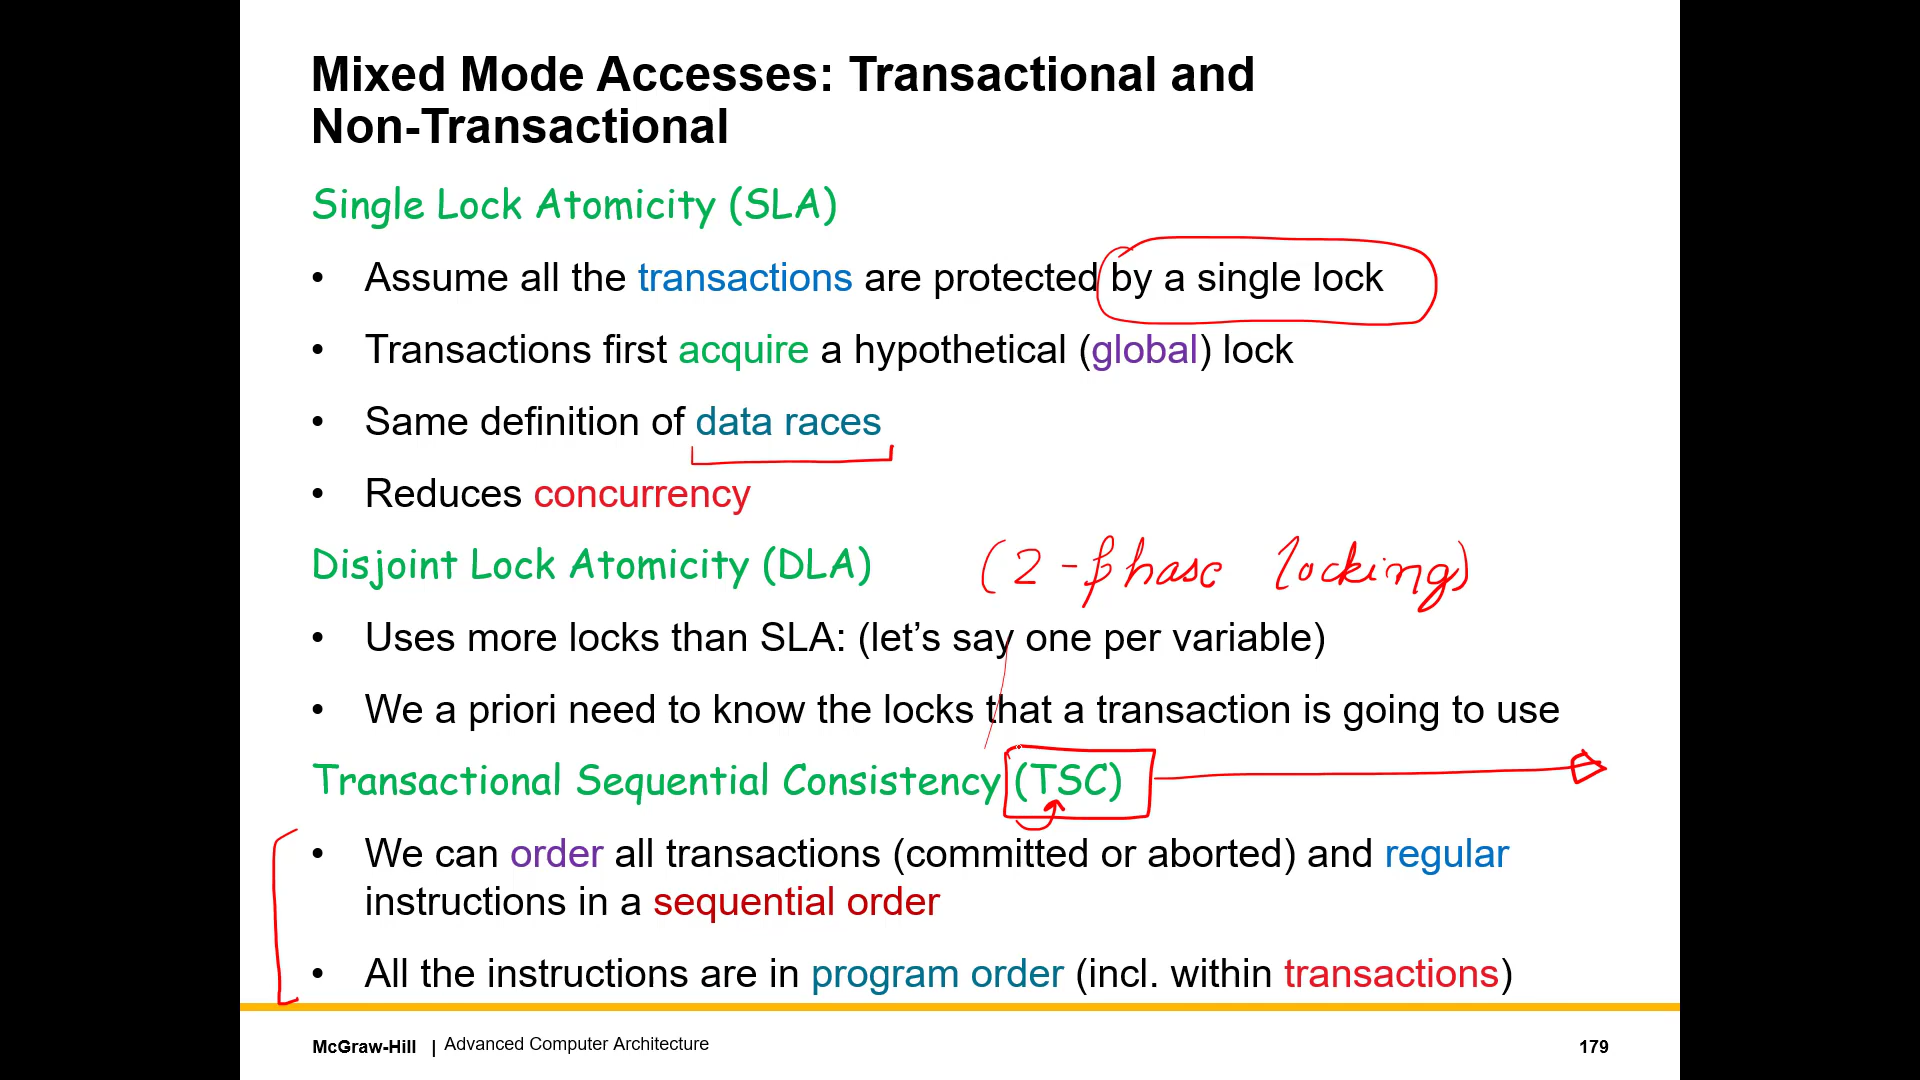 Mixed Mode Accesses: Transactional and
Non-Transactional
Single Lock Atomicity (SLA)
• Assume all the transactions are protected by a single lock
• Transactions first acquire a hypothetical (global) lock
• Same definition of data races
• Reduces concurrency
Disjoint Lock Atomicity (DLA) (2-phase locking)
• Uses more locks than SLA: (let’s say one per variable)
• We a priori need to know the locks that a transaction is going to use
Transactional Sequential Consistency (TSC)
• We can order all transactions (committed or aborted) and regular
instructions in a sequential order
• All the instructions are in program order (incl. within transactions)
McGraw-Hill | Advanced Computer Architecture 179